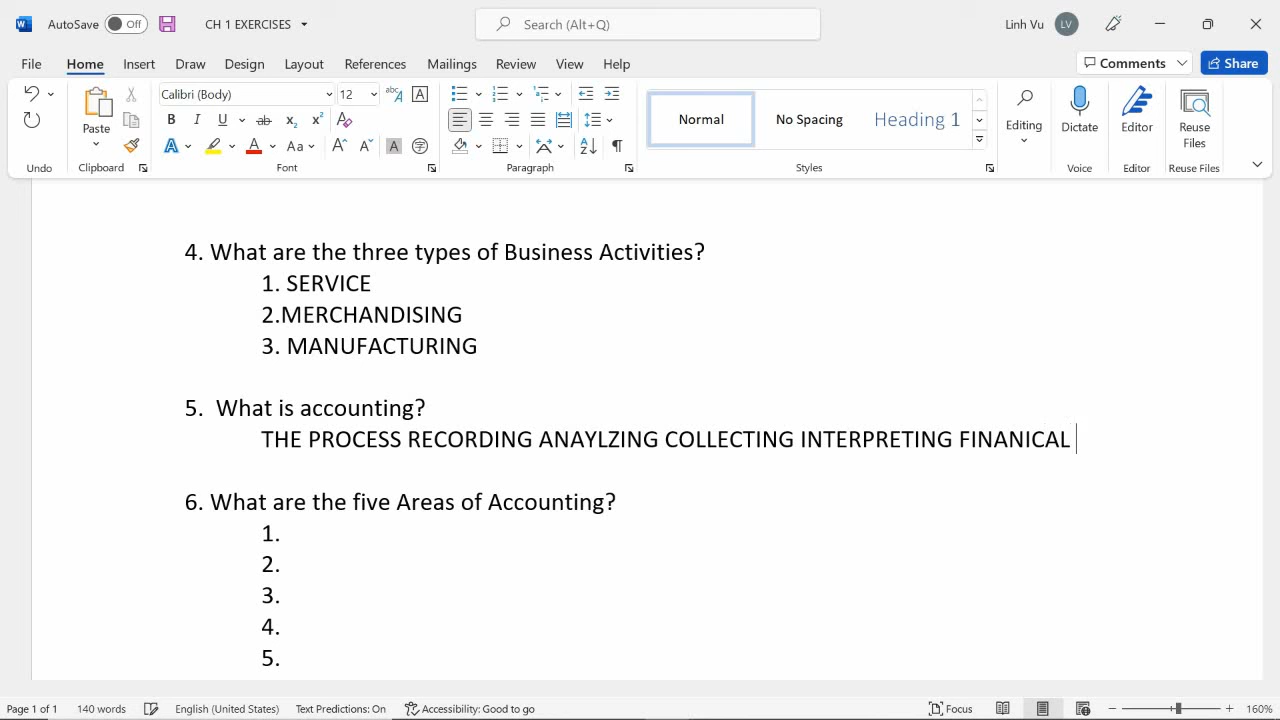 AutoSave Off CH 1 EXERCISES Search (Alt+Q) Linh Vu LV
File Home Insert Draw Design Layout References Mailings Review View Help Comments Share
Calibri (Body) 12
Paste Normal No Spacing Heading 1 Editing Dictate Editor Reuse Files
Undo Clipboard Font Paragraph Styles Voice Editor Reuse Files
4. What are the three types of Business Activities?
1. SERVICE
2.MERCHANDISING
3. MANUFACTURING
5. What is accounting?
THE PROCESS RECORDING ANAYLZING COLLECTING INTERPRETING FINANICAL
6. What are the five Areas of Accounting?
1.
2.
3.
4.
5.
Page 1 of 1 140 words English (United States) Text Predictions: On Accessibility: Good to go Focus 160%